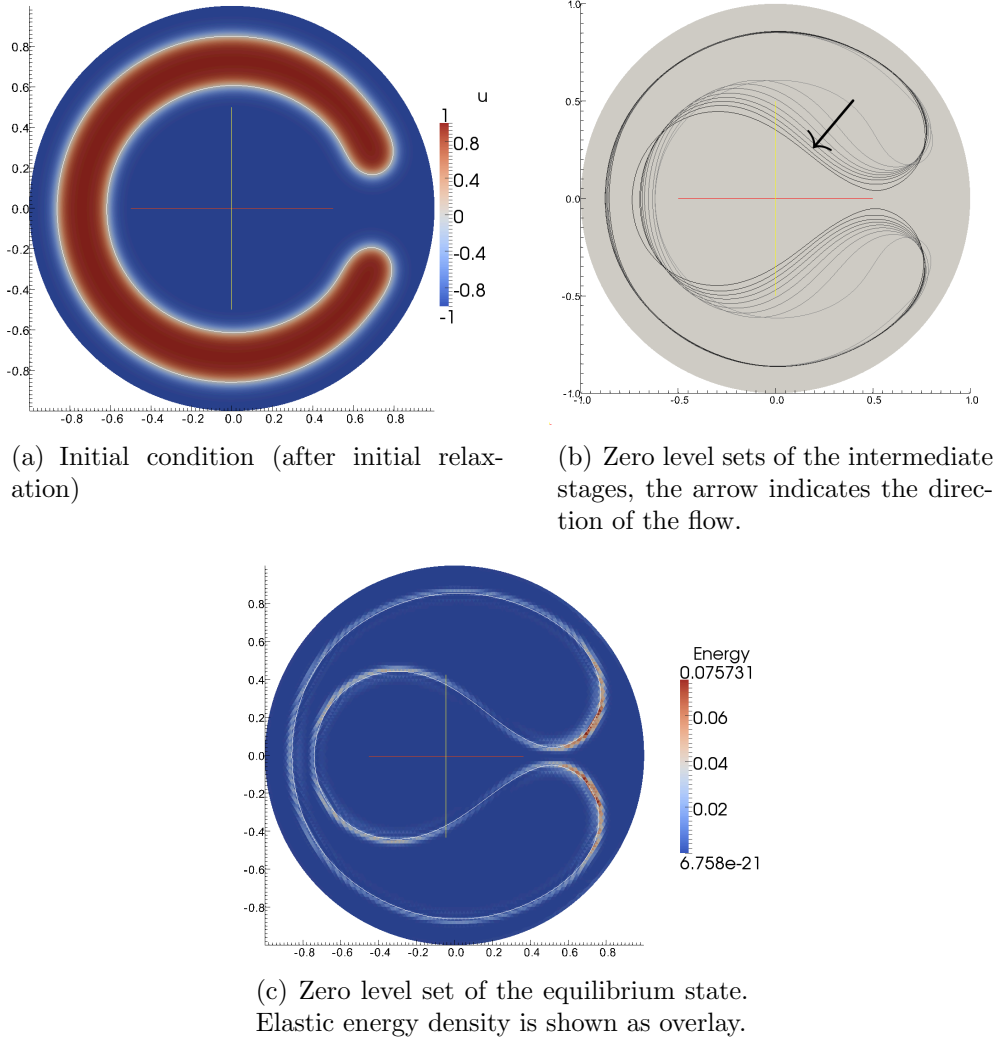 0.8
0.6
0.4
0.2
0.0
-0.2
-0.4
-0.6
-0.8
-0.8 -0.6 -0.4 -0.2 0.0 0.2 0.4 0.6 0.8
u
1
0.8
0.4
0
-0.4
-0.8
-1
1.0
0.5
0.0
-0.5
-1.0
-1.0 -0.5 0.0 0.5 1.0
(a) Initial condition (after initial relax-
ation)
(b) Zero level sets of the intermediate
stages, the arrow indicates the direc-
tion of the flow.
0.8
0.6
0.4
0.2
0.0
-0.2
-0.4
-0.6
-0.8
-0.8 -0.6 -0.4 -0.2 0.0 0.2 0.4 0.6 0.8
Energy
0.075731
0.06
0.04
0.02
6.758e-21
(c) Zero level set of the equilibrium state.
Elastic energy density is shown as overlay.